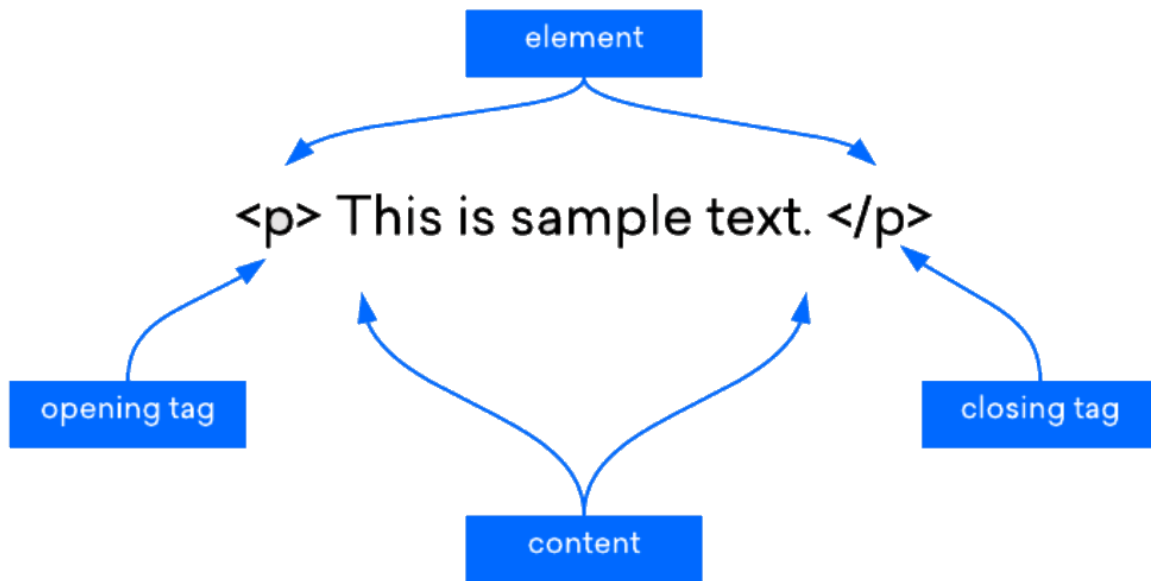 element
<p> This is sample text. </p>
opening tag
closing tag
content